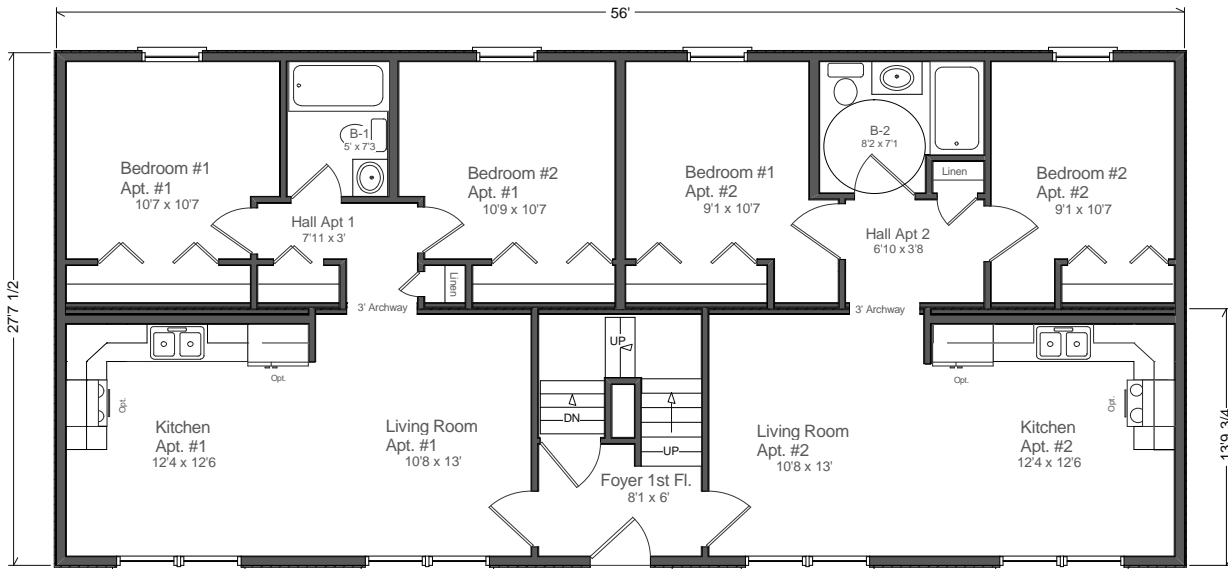 56'
27'7 1/2
13'9 3/4
Bedroom #1
Apt. #1
10'7 x 10'7
B-1
5' x 7'3
Hall Apt 1
7'11 x 3'
Bedroom #2
Apt. #1
10'9 x 10'7
Linen
3' Archway
Bedroom #1
Apt. #2
9'1 x 10'7
B-2
8'2 x 7'1
Linen
Hall Apt 2
6'10 x 3'8
Bedroom #2
Apt. #2
9'1 x 10'7
3' Archway
Opt.
Opt.
Kitchen
Apt. #1
12'4 x 12'6
Living Room
Apt. #1
10'8 x 13'
UP
DN
UP
Foyer 1st Fl.
8'1 x 6'
Living Room
Apt. #2
10'8 x 13'
Opt.
Opt.
Kitchen
Apt. #2
12'4 x 12'6